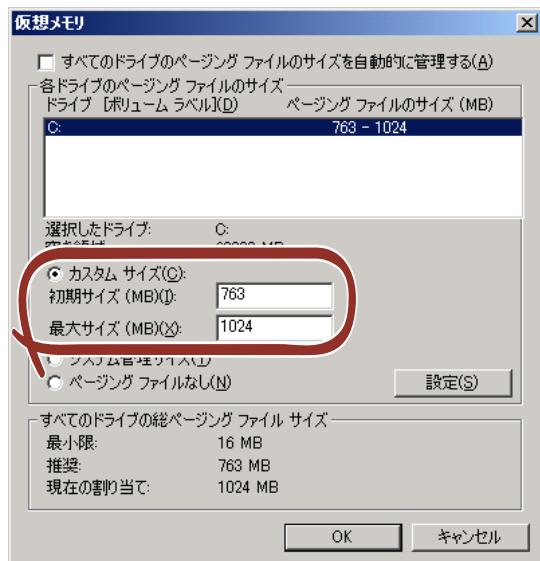 仮想メモリ
すべてのドライブのページング ファイルのサイズを自動的に管理する(A)
各ドライブのページング ファイルのサイズ
ドライブ [ボリューム ラベル](D) ページング ファイルのサイズ (MB)
C: 763 - 1024
選択したドライブ: C:
カスタム サイズ(C):
初期サイズ (MB)(I): 763
最大サイズ (MB)(X): 1024
システム管理サイズ(Y)
ページング ファイルなし(N) 設定(S)
すべてのドライブの総ページング ファイル サイズ
最小限: 16 MB
推奨: 763 MB
現在の割り当て: 1024 MB
OK キャンセル